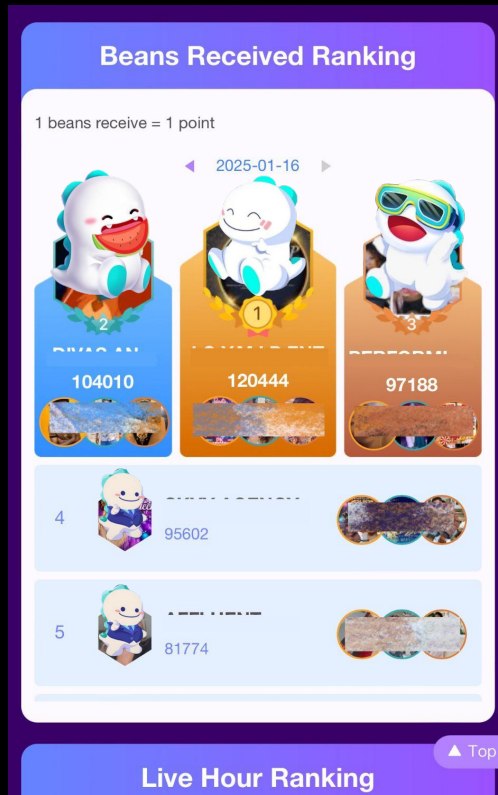 Beans Received Ranking
1 beans receive = 1 point
2025-01-16
2
104010
1
120444
3
97188
4
95602
5
81774
Top
Live Hour Ranking